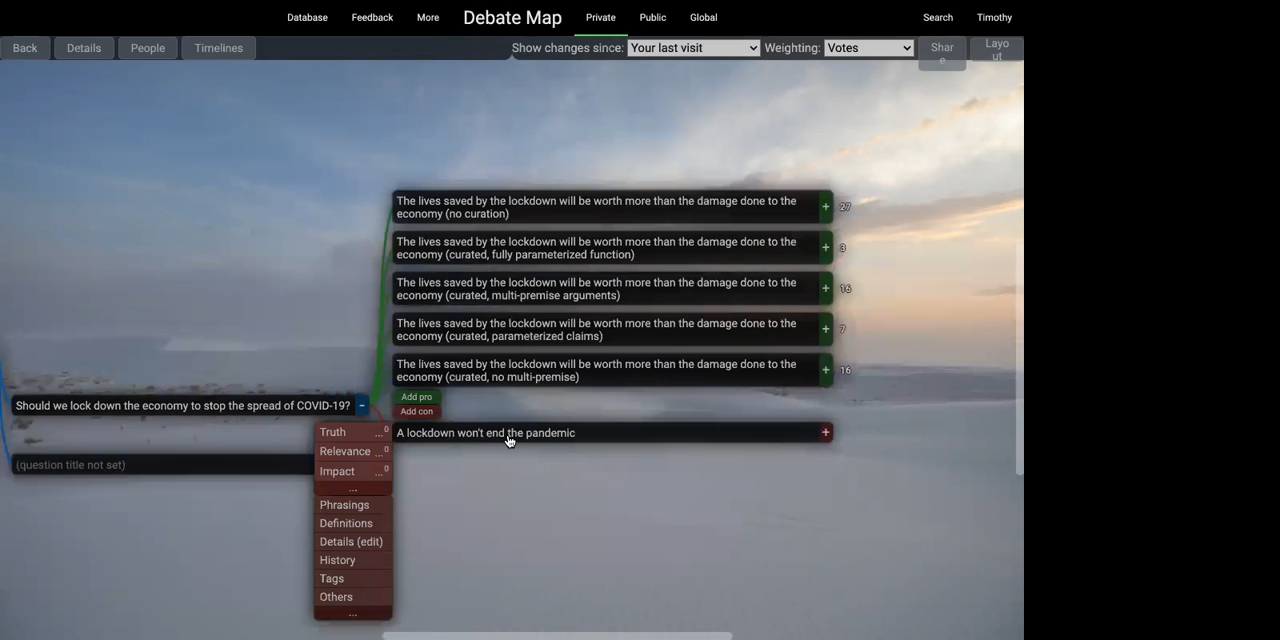 Database Feedback More Debate Map Private Public Global Search Timothy
Back Details People Timelines Show changes since: Your last visit Weighting: Votes Shar
e Layo
ut
The lives saved by the lockdown will be worth more than the damage done to the
economy (no curation)
+ 27
The lives saved by the lockdown will be worth more than the damage done to the
economy (curated, fully parameterized function)
+ 3
The lives saved by the lockdown will be worth more than the damage done to the
economy (curated, multi-premise arguments)
+ 16
The lives saved by the lockdown will be worth more than the damage done to the
economy (curated, parameterized claims)
+ 7
The lives saved by the lockdown will be worth more than the damage done to the
economy (curated, no multi-premise)
+ 16
Add pro
Should we lock down the economy to stop the spread of COVID-19? -
Add con
A lockdown won't end the pandemic +
Truth ... 0
Relevance ... 0
(question title not set)
Impact ... 0
...
Phrasings
Definitions
Details (edit)
History
Tags
Others
...